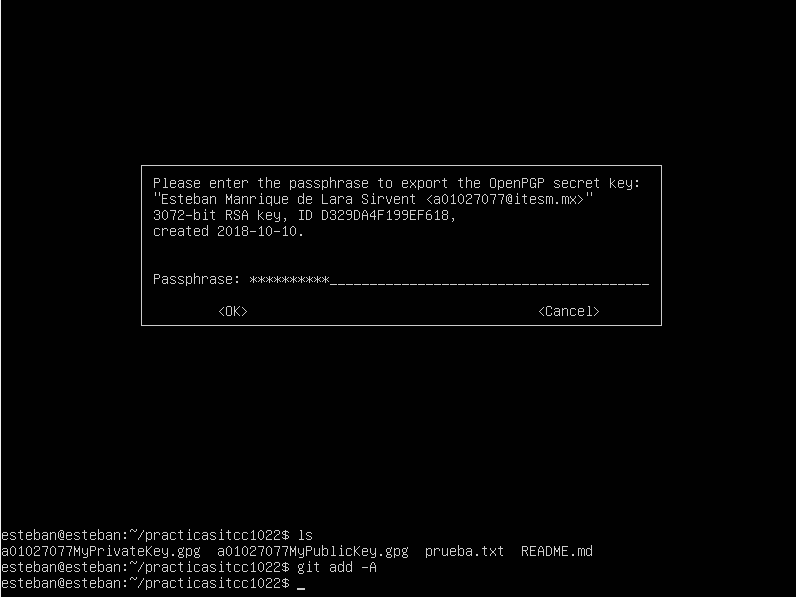 Please enter the passphrase to export the OpenPGP secret key:
"Esteban Manrique de Lara Sirvent <a01027077@itesm.mx>"
3072-bit RSA key, ID D329DA4F199EF618,
created 2018-10-10.
Passphrase: **********_______________________________________
<OK> <Cancel>
esteban@esteban:~/practicasitcc1022$ ls
a01027077MyPrivateKey.gpg  a01027077MyPublicKey.gpg  prueba.txt  README.md
esteban@esteban:~/practicasitcc1022$ git add -A
esteban@esteban:~/practicasitcc1022$ _